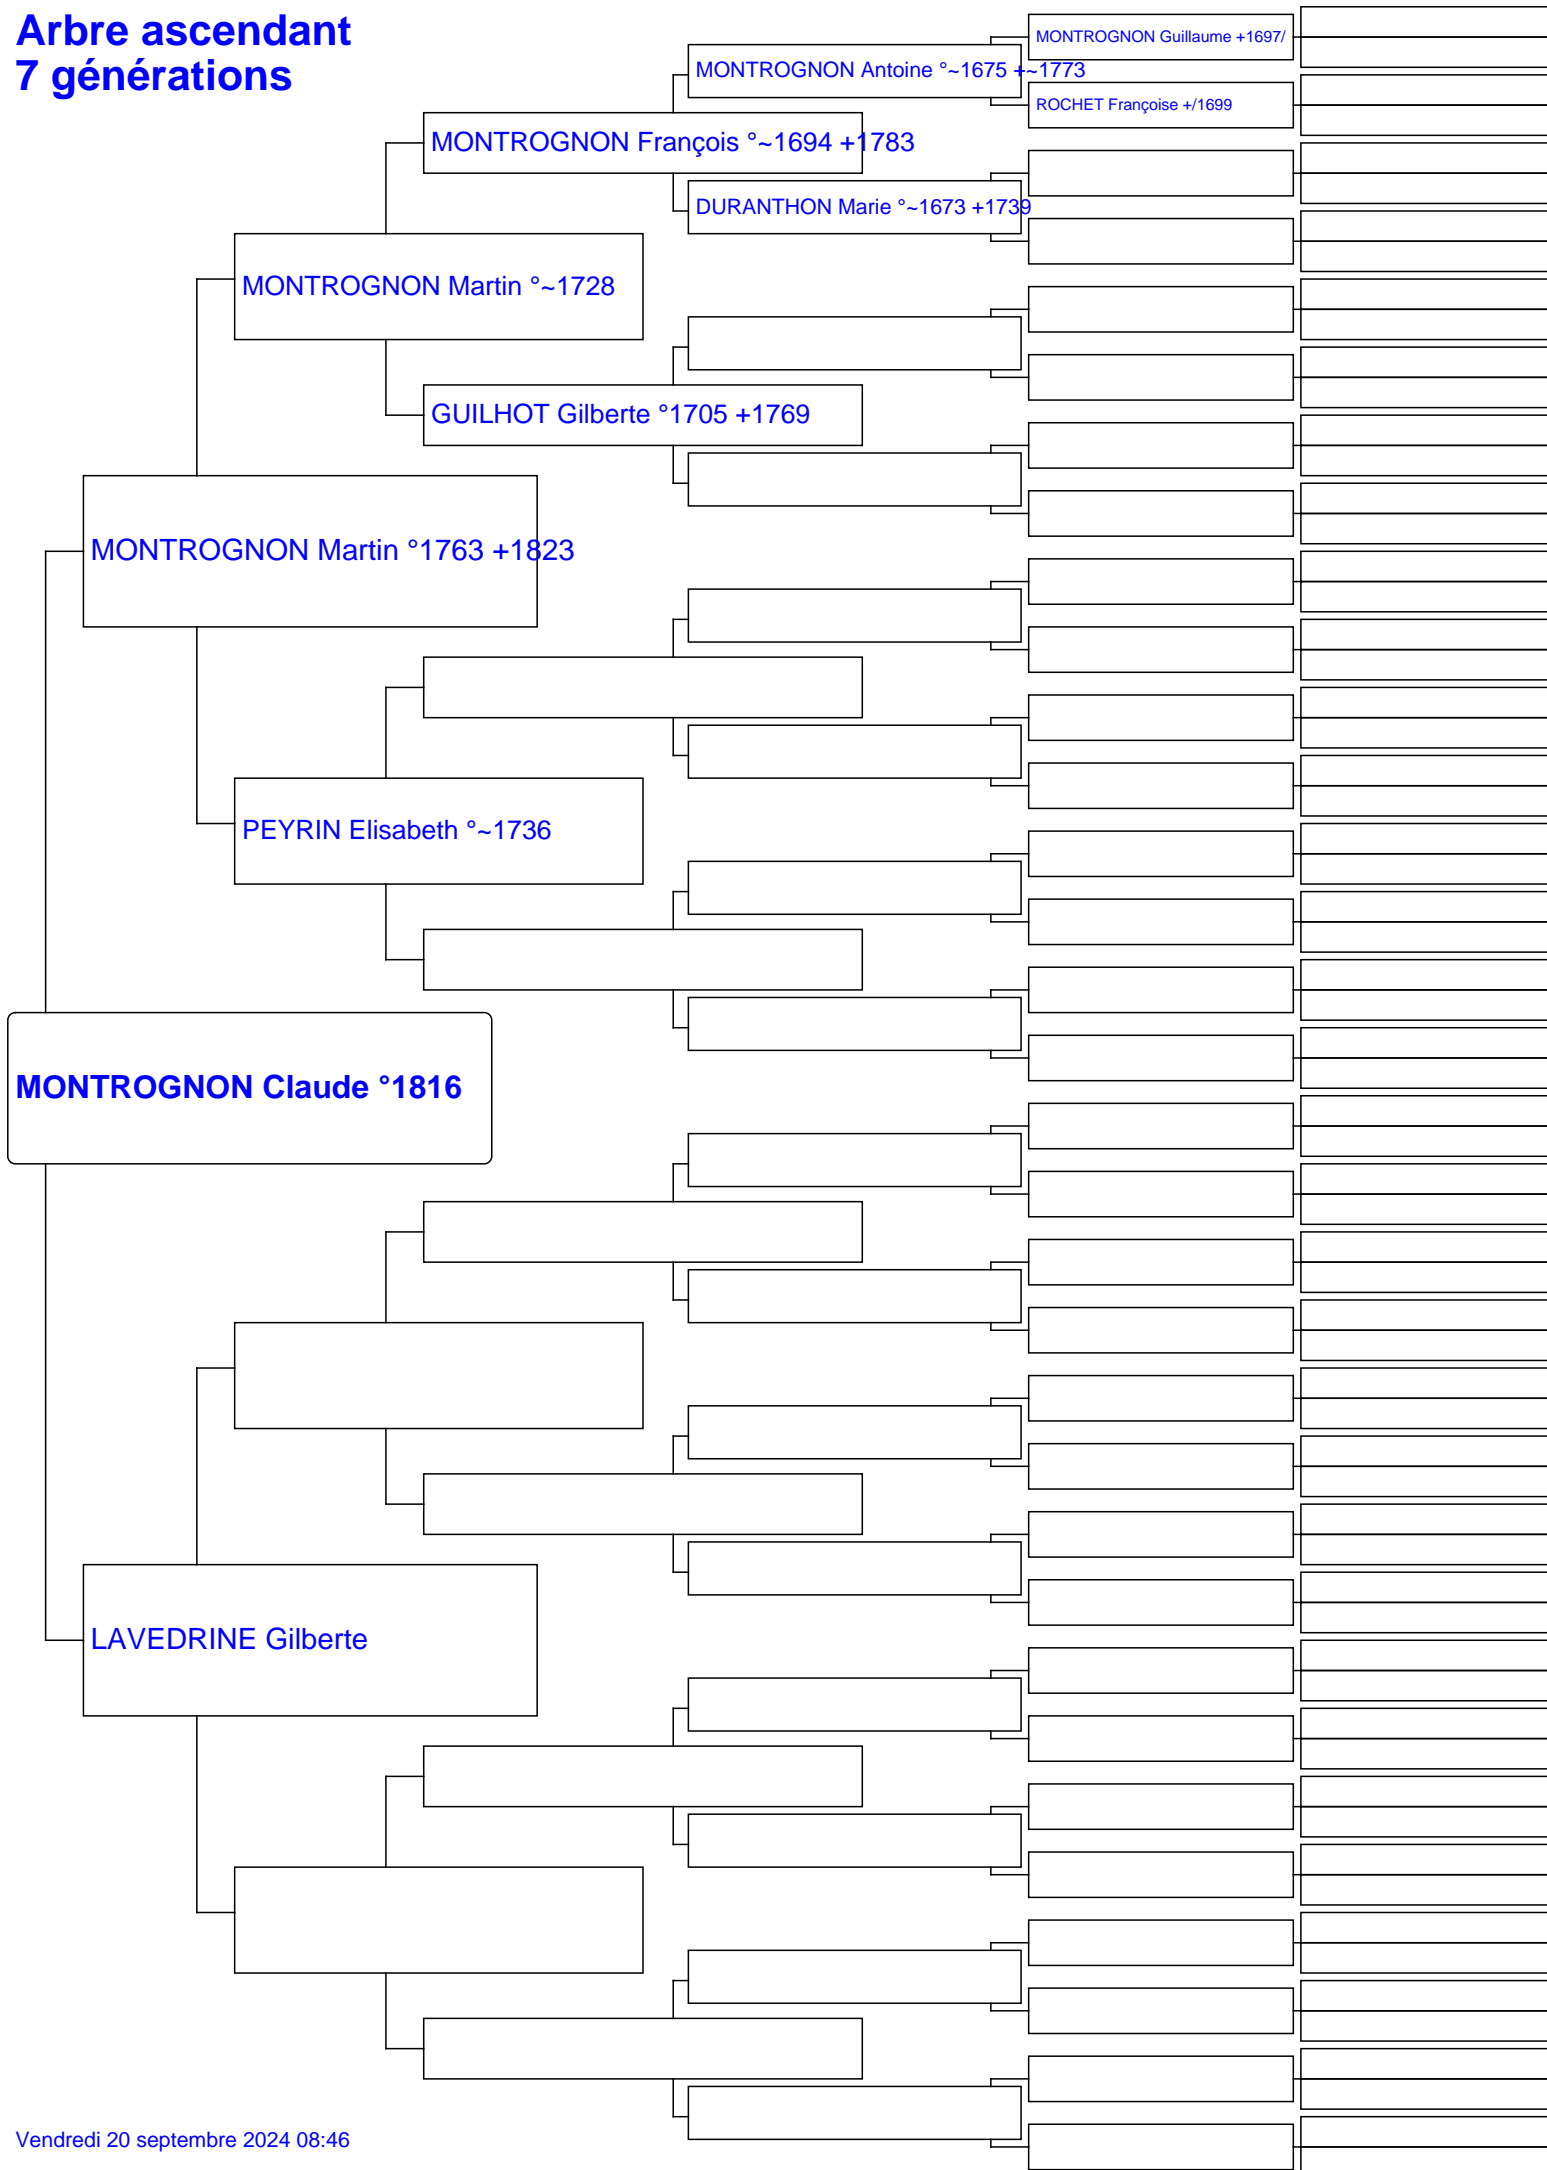 Arbre ascendant
7 générations
MONTROGNON Guillaume +1697/
MONTROGNON Antoine °~1675 +~1773
ROCHET Françoise +/1699
MONTROGNON François °~1694 +1783
DURANTHON Marie °~1673 +1739
MONTROGNON Martin °~1728
GUILHOT Gilberte °1705 +1769
MONTROGNON Martin °1763 +1823
PEYRIN Elisabeth °~1736
MONTROGNON Claude °1816
LAVEDRINE Gilberte
Vendredi 20 septembre 2024 08:46